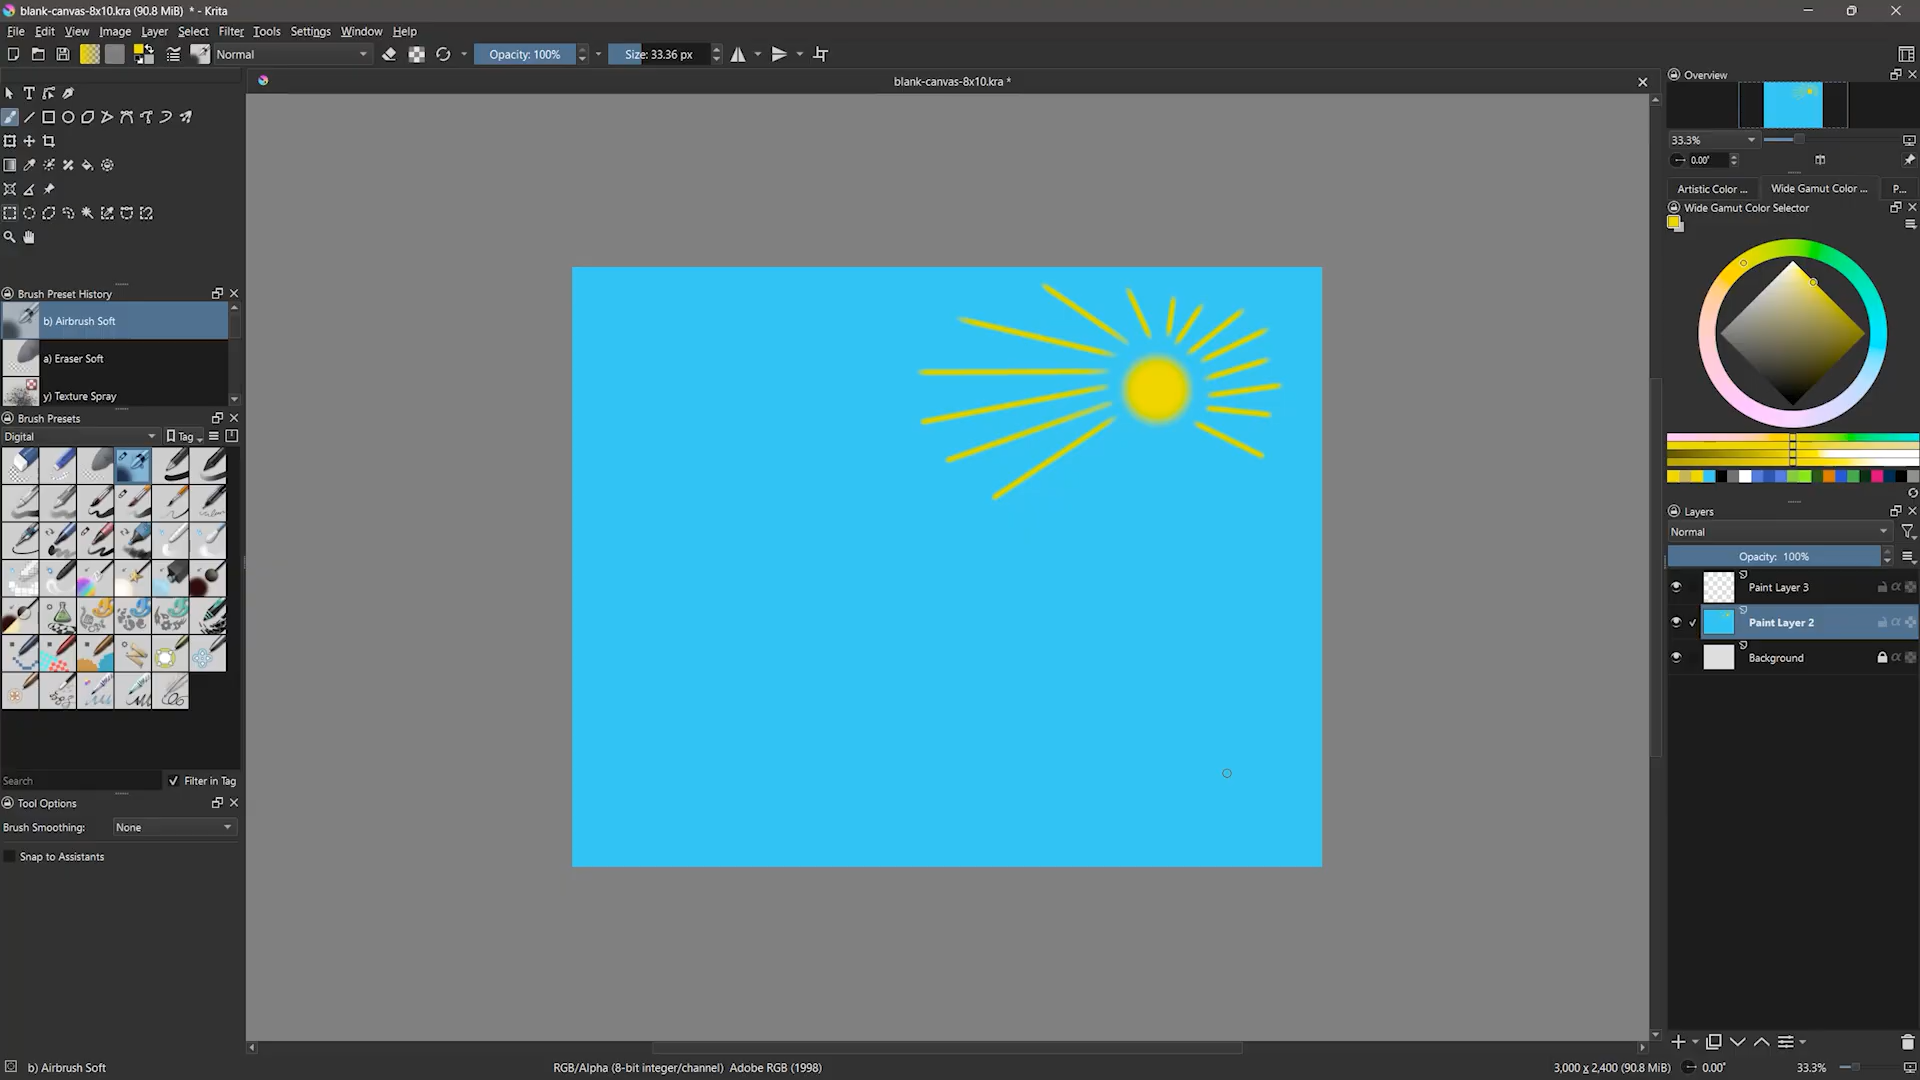 blank-canvas-8x10.kra (90.8 MiB) * - Krita
File Edit View Image Layer Select Filter Tools Settings Window Help
Normal Opacity: 100% Size: 33.36 px
blank-canvas-8x10.kra *
Overview
33.3%
0.00°
Artistic Color ... Wide Gamut Color ... P...
Wide Gamut Color Selector
Brush Preset History
b) Airbrush Soft
a) Eraser Soft
y) Texture Spray
Brush Presets
Digital Tag
Search Filter in Tag
Tool Options
Brush Smoothing: None
Snap to Assistants
Layers
Normal
Opacity: 100%
Paint Layer 3
Paint Layer 2
Background
b) Airbrush Soft RGB/Alpha (8-bit integer/channel) Adobe RGB (1998) 3,000 x 2,400 (90.8 MiB) 0.00° 33.3%